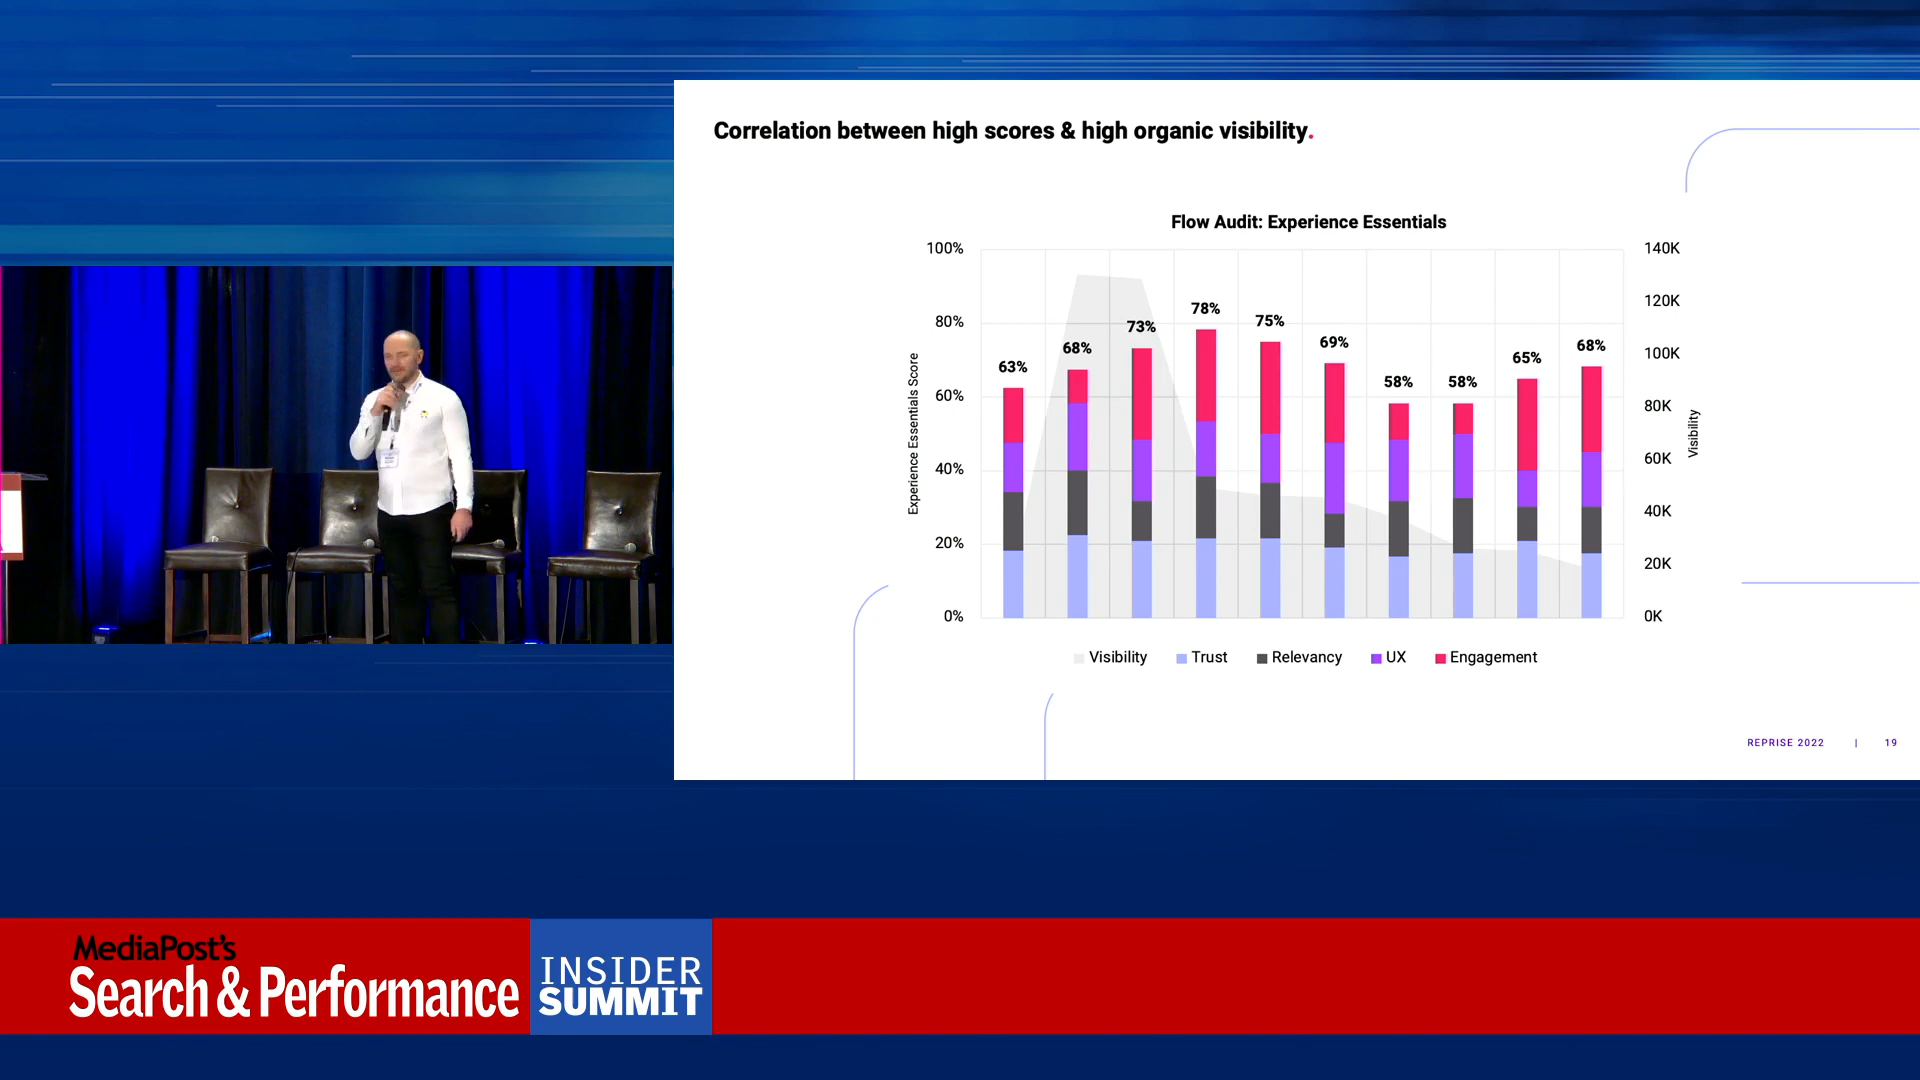 Correlation between high scores & high organic visibility.
Flow Audit: Experience Essentials
100%
80%
60%
40%
20%
0%
Experience Essentials Score
63%
68%
73%
78%
75%
69%
58%
58%
65%
68%
140K
120K
100K
80K
60K
40K
20K
0K
Visibility
Visibility Trust Relevancy UX Engagement
REPRISE 2022 | 19
MediaPost's
Search & Performance
INSIDER
SUMMIT